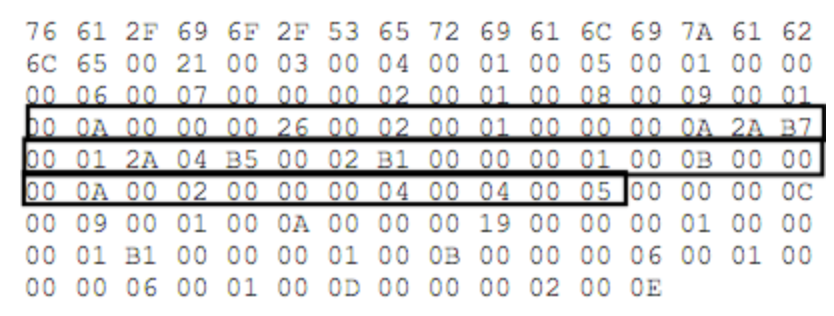 76 61 2F 69 6F 2F 53 65 72 69 61 6C 69 7A 61 62
6C 65 00 21 00 03 00 04 00 01 00 05 00 01 00 00
00 06 00 07 00 00 00 02 00 01 00 08 00 09 00 01
00 0A 00 00 00 26 00 02 00 01 00 00 00 0A 2A B7
00 01 2A 04 B5 00 02 B1 00 00 00 01 00 0B 00 00
00 0A 00 02 00 00 00 04 00 04 00 05 00 00 00 0C
00 09 00 01 00 0A 00 00 00 19 00 00 00 01 00 00
00 01 B1 00 00 00 01 00 0B 00 00 00 06 00 01 00
00 00 06 00 01 00 0D 00 00 00 02 00 0E